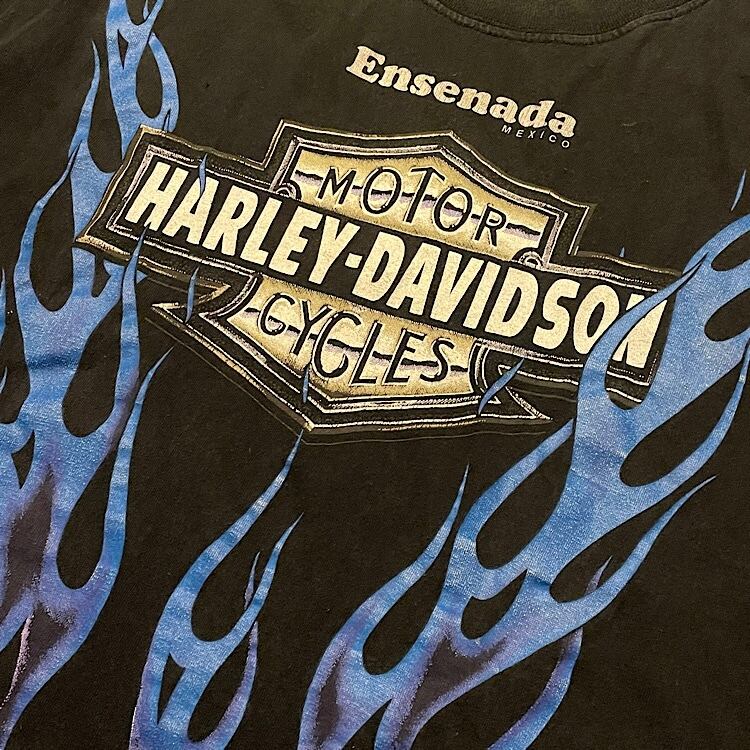 Ensenada
MEXICO
MOTOR
HARLEY-DAVIDSON
CYCLES